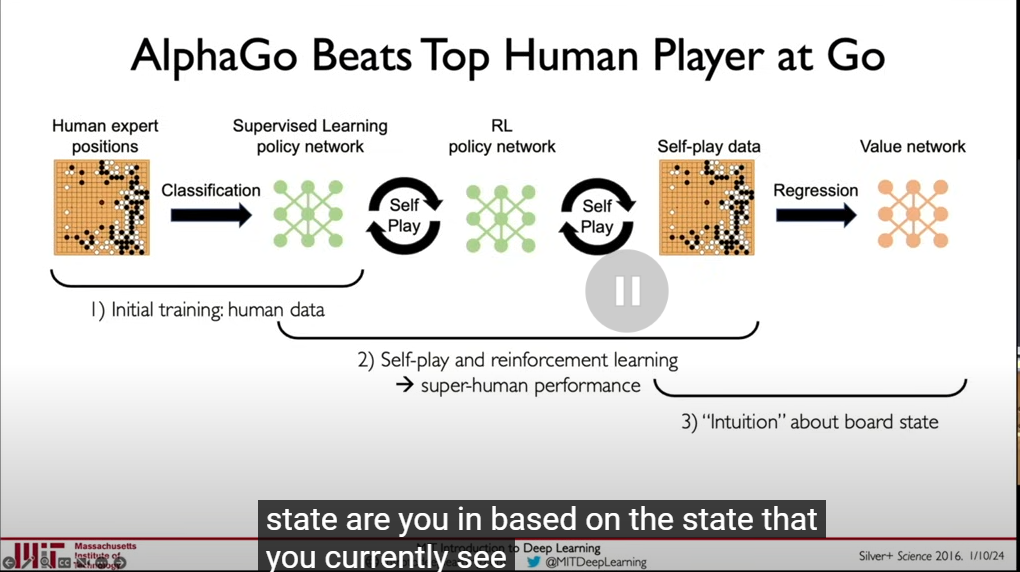 AlphaGo Beats Top Human Player at Go
Human expert
positions
Supervised Learning
policy network
RL
policy network
Self-play data
Value network
Classification
Self
Play
Self
Play
Regression
1) Initial training: human data
2) Self-play and reinforcement learning
→ super-human performance
3) “Intuition” about board state
state are you in based on the state that
you currently see
Massachusetts
Institute of
Technology
to Deep Learning
@MITDeepLearning
Silver+ Science 2016. 1/10/24